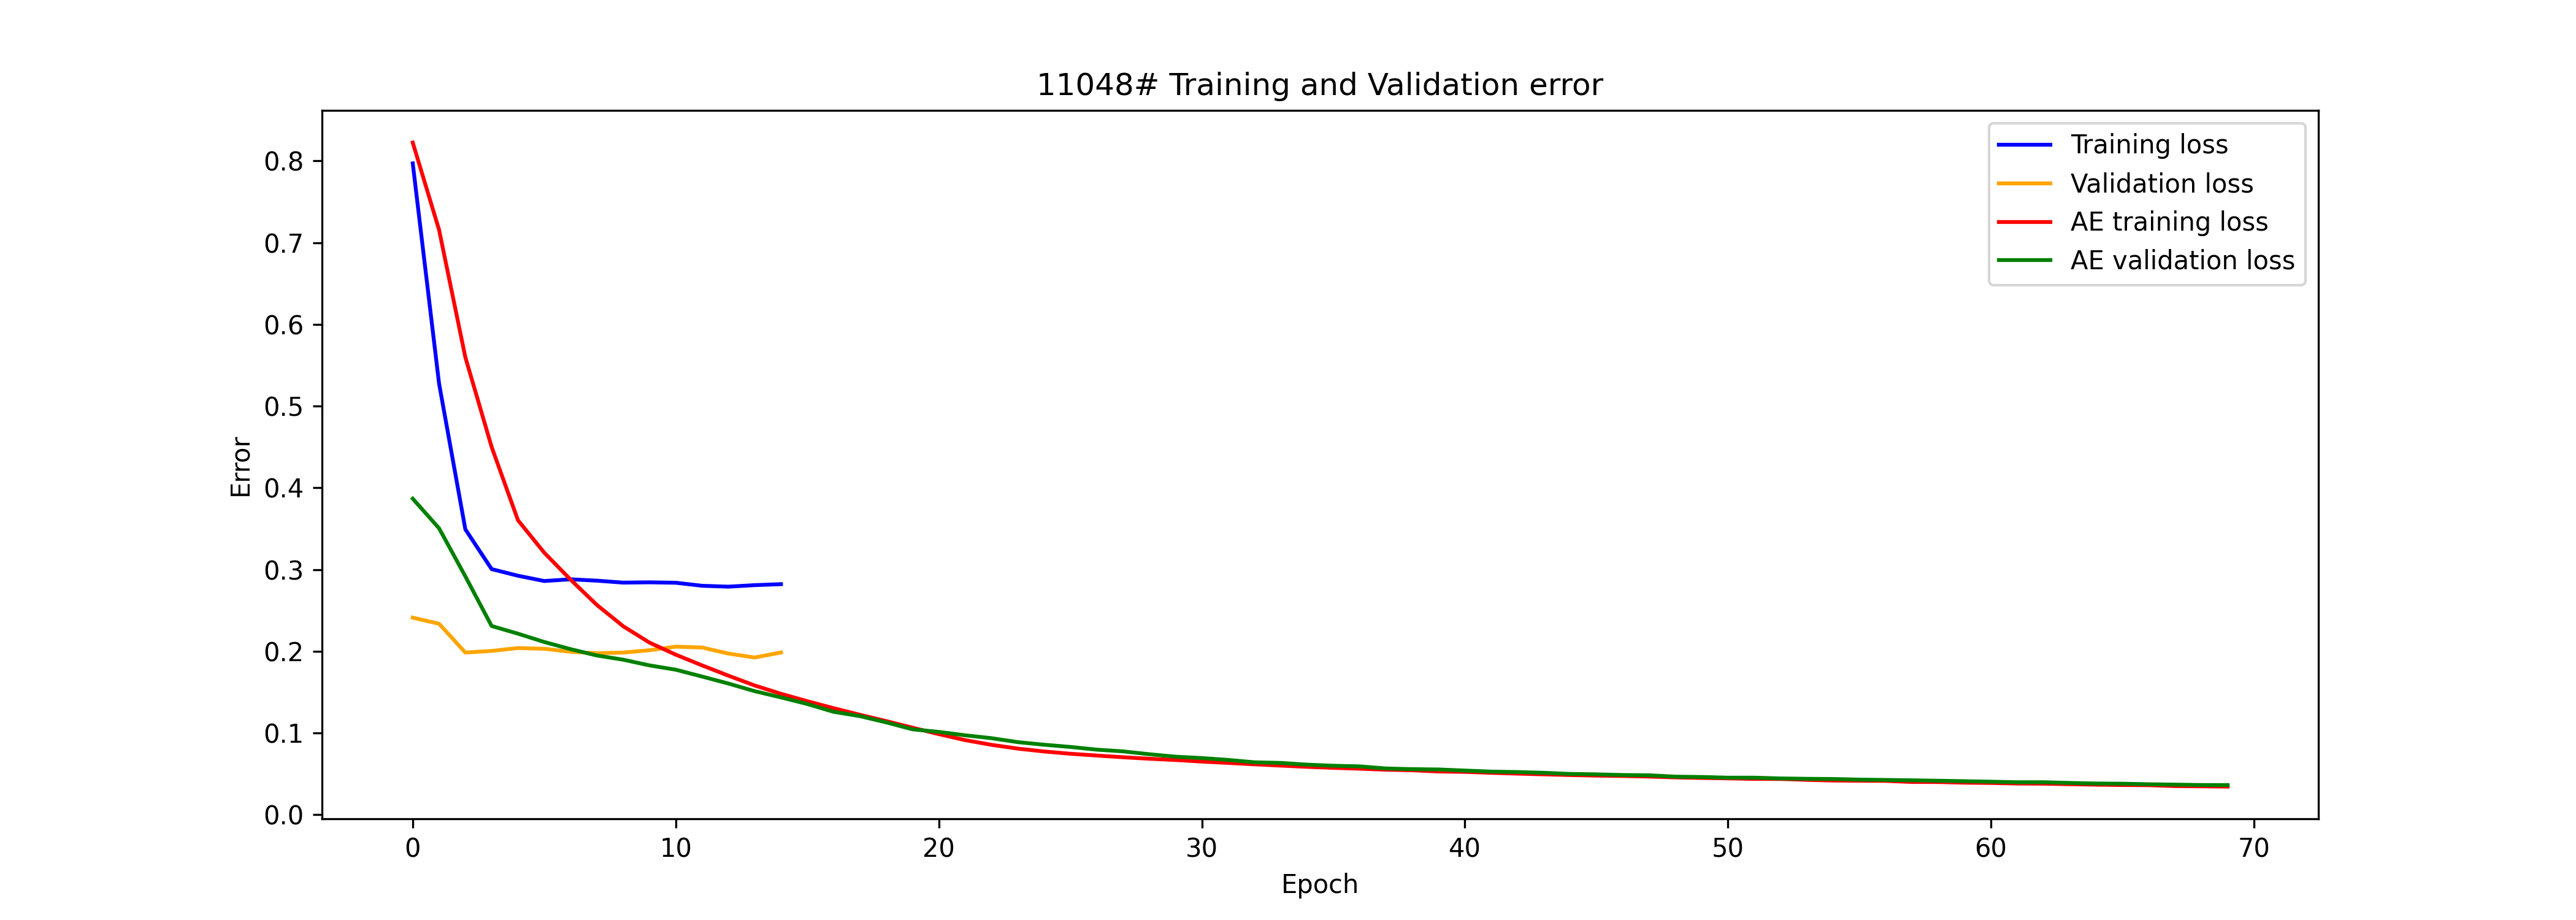 11048# Training and Validation error
Training loss
Validation loss
AE training loss
AE validation loss
Error
0.8
0.7
0.6
0.5
0.4
0.3
0.2
0.1
0.0
0 10 20 30 40 50 60 70
Epoch